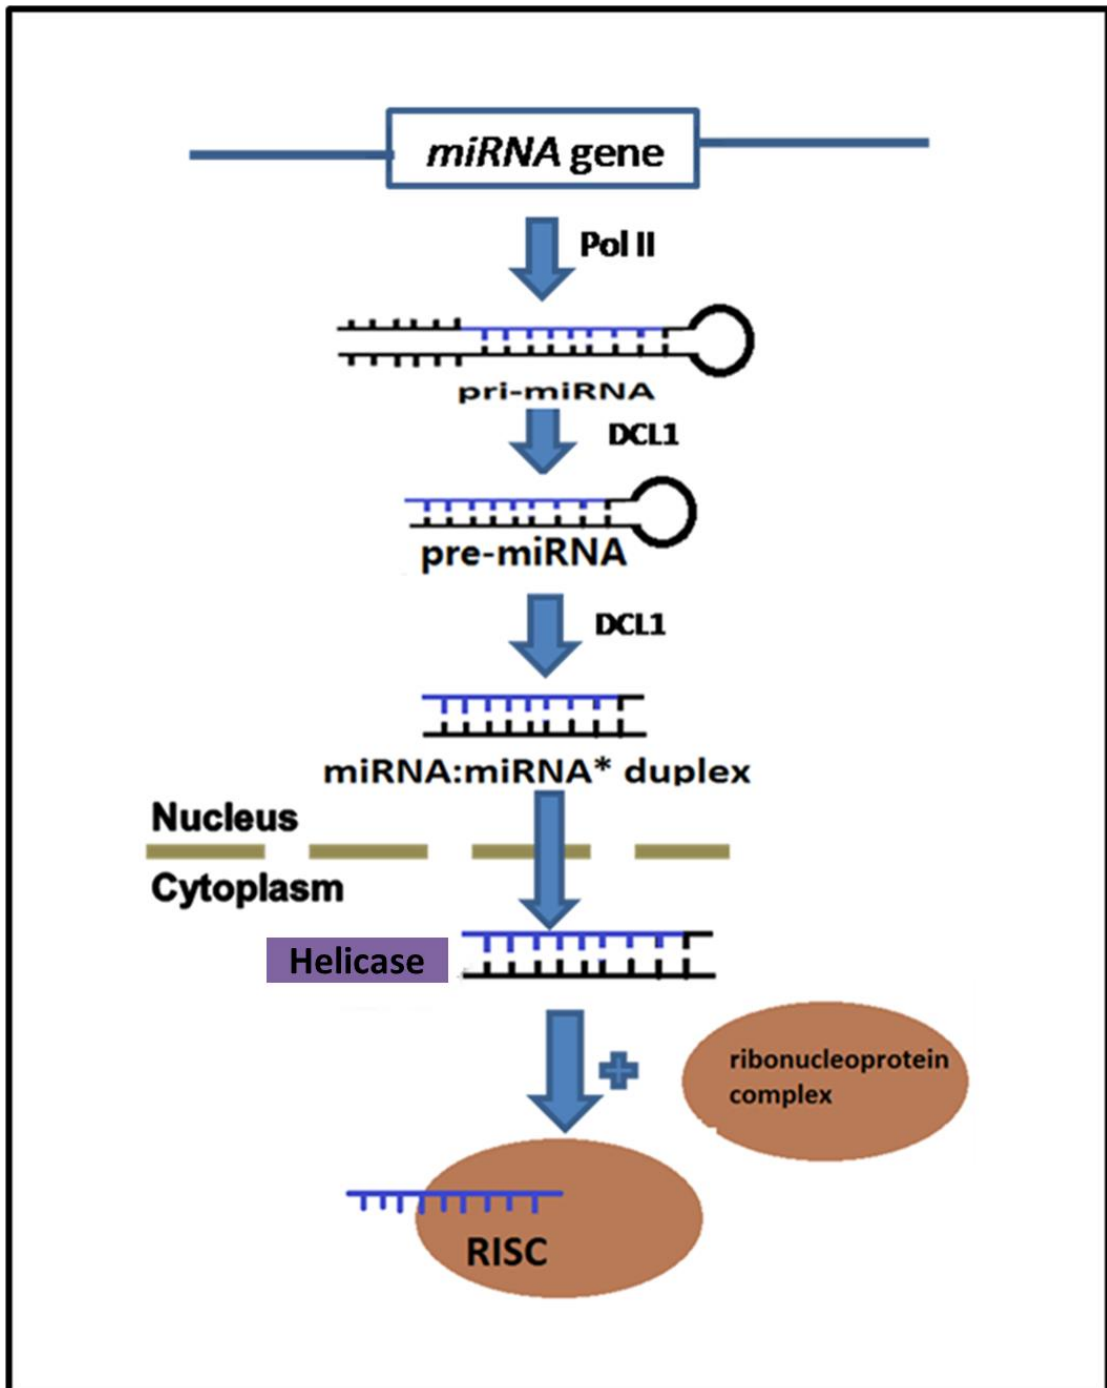 miRNA gene
Pol II
pri-miRNA
DCL1
pre-miRNA
DCL1
miRNA:miRNA* duplex
Nucleus
Cytoplasm
Helicase
ribonucleoprotein
complex
RISC